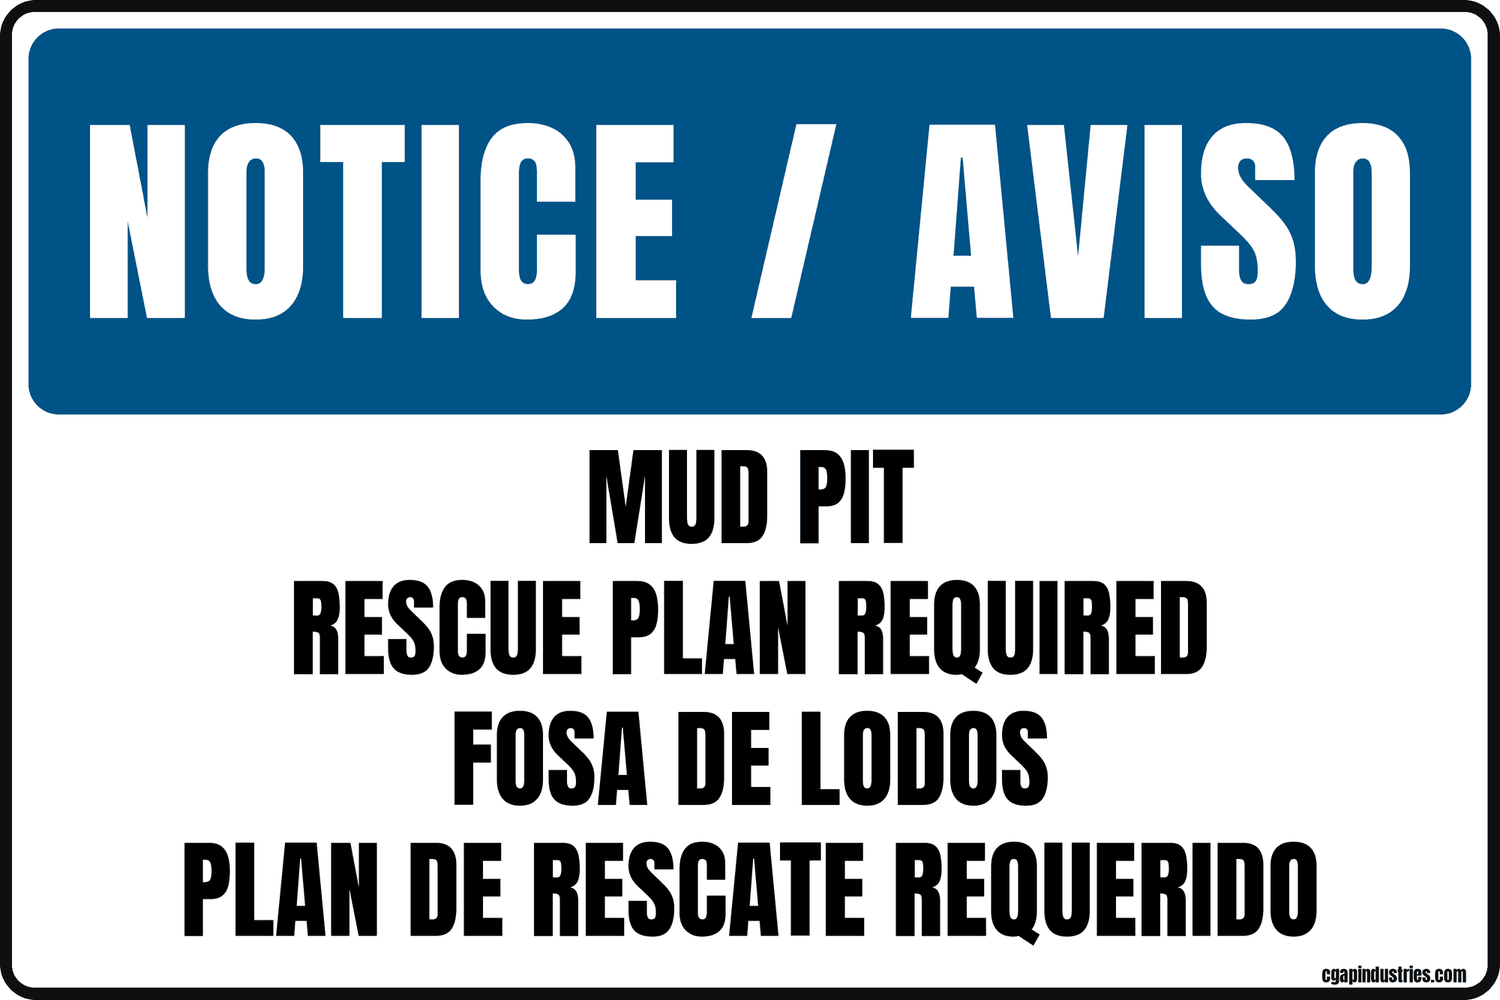 NOTICE / AVISO
MUD PIT
RESCUE PLAN REQUIRED
FOSA DE LODOS
PLAN DE RESCATE REQUERIDO
cgapindustries.com